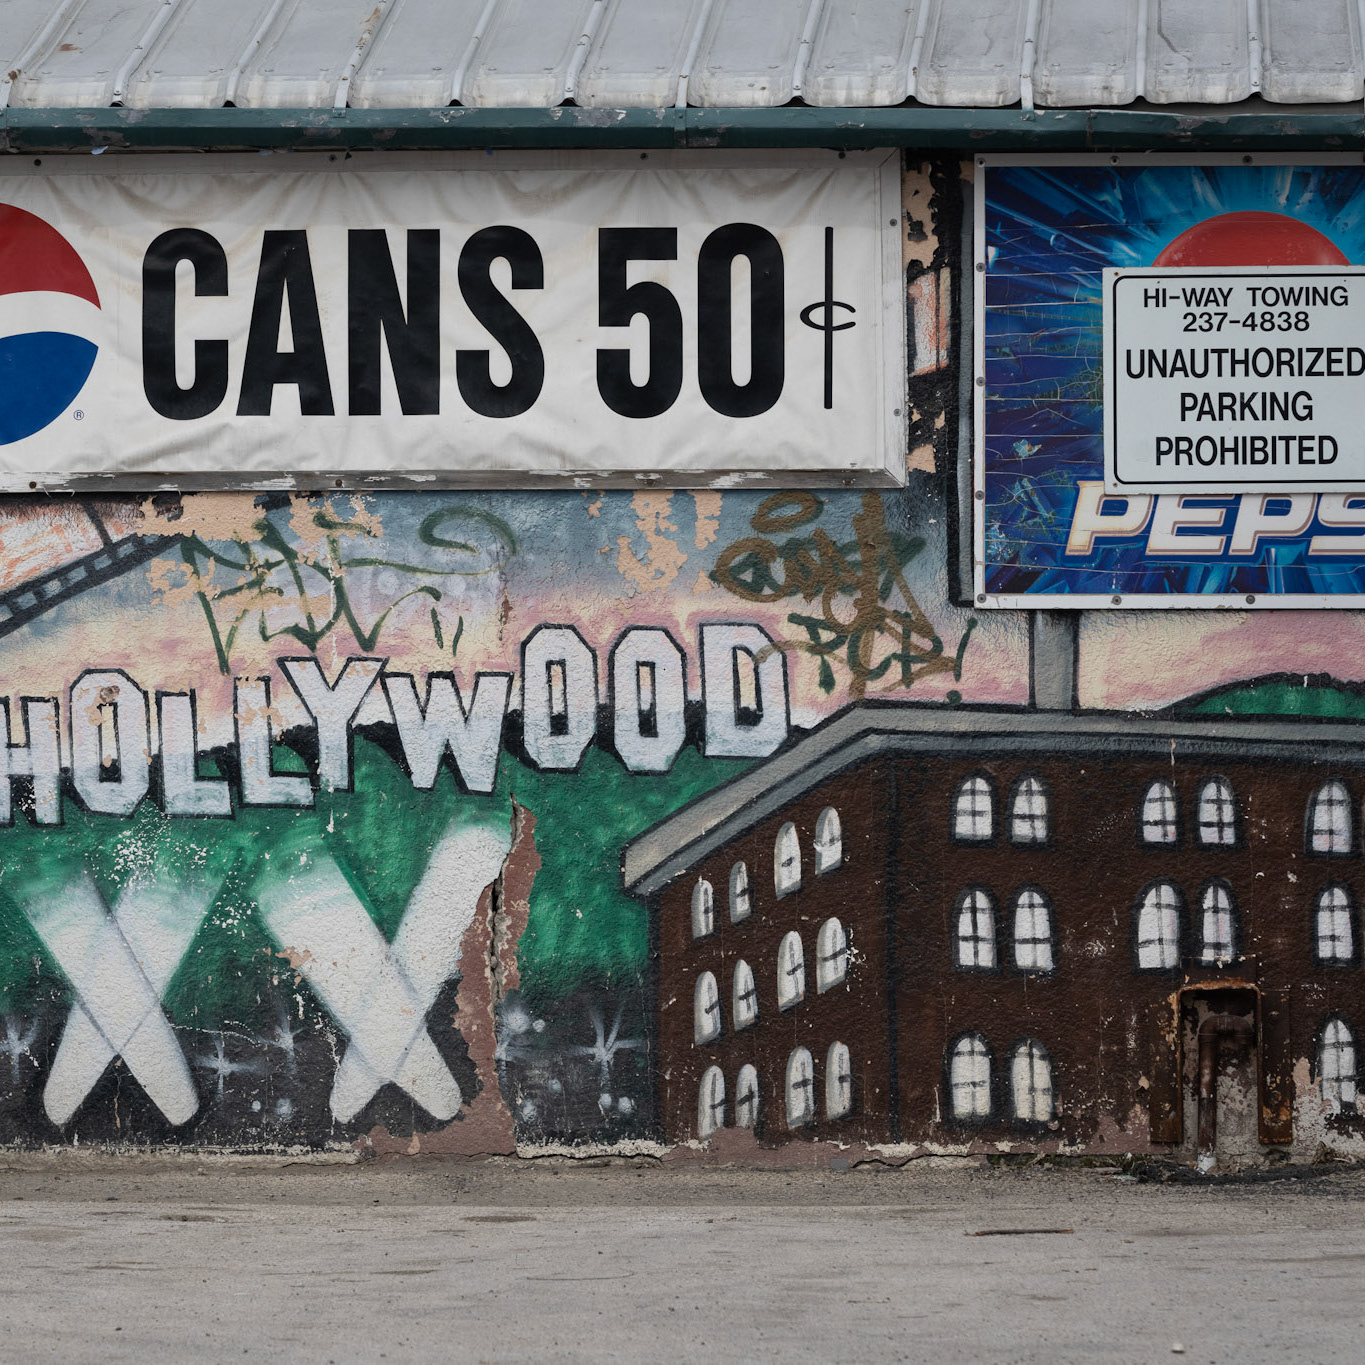 CANS 50¢
®
HI-WAY TOWING
237-4838
UNAUTHORIZED
PARKING
PROHIBITED
PEPS
HOLLYWOOD
XX